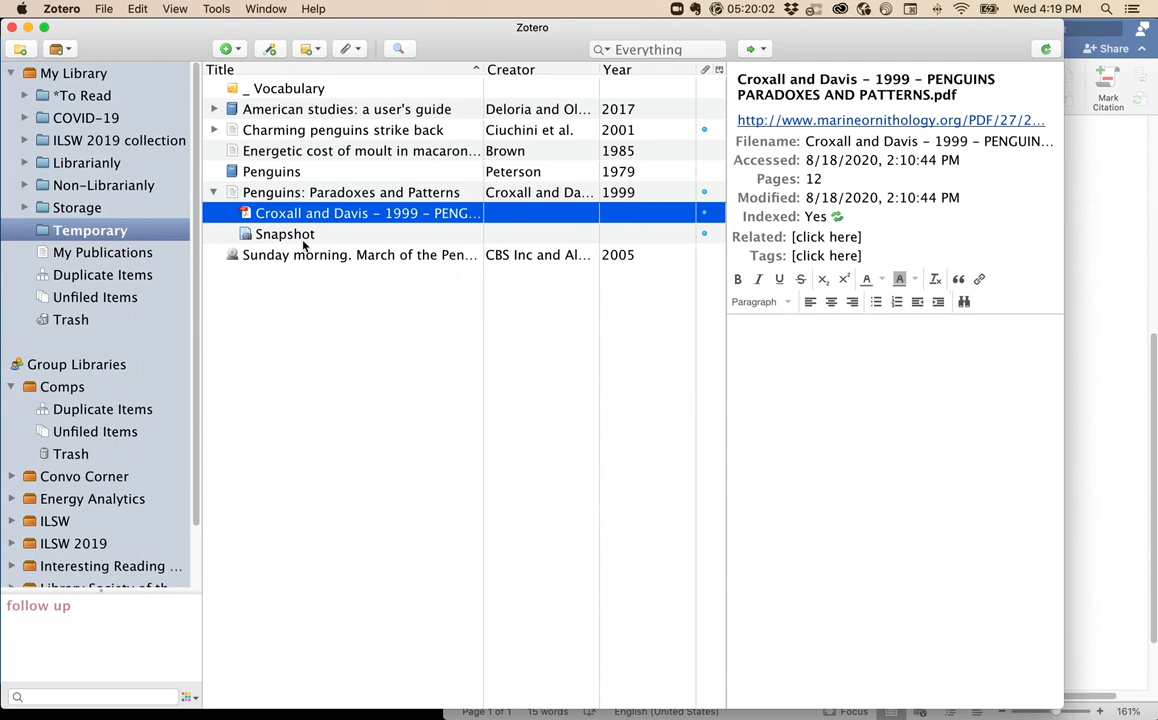 Zotero File Edit View Tools Window Help 05:20:02 Wed 4:19 PM
Zotero
Share
Everything
My Library
*To Read
COVID-19
ILSW 2019 collection
Librarianly
Non-Librarianly
Storage
Temporary
My Publications
Duplicate Items
Unfiled Items
Trash
Group Libraries
Comps
Duplicate Items
Unfiled Items
Trash
Convo Corner
Energy Analytics
ILSW
ILSW 2019
Interesting Reading ...
follow up
Title Creator Year
_ Vocabulary
American studies: a user's guide Deloria and Ol... 2017
Charming penguins strike back Ciuchini et al. 2001
Energetic cost of moult in macaron... Brown 1985
Penguins Peterson 1979
Penguins: Paradoxes and Patterns Croxall and Da... 1999
Croxall and Davis – 1999 – PENG...
Snapshot
Sunday morning. March of the Pen... CBS Inc and Al... 2005
Croxall and Davis – 1999 – PENGUINS
PARADOXES AND PATTERNS.pdf
http://www.marineornithology.org/PDF/27/2...
Filename: Croxall and Davis – 1999 – PENGUIN...
Accessed: 8/18/2020, 2:10:44 PM
Pages: 12
Modified: 8/18/2020, 2:10:44 PM
Indexed: Yes
Related: [click here]
Tags: [click here]
B I U S X₂ X² A A Tx
Paragraph
Mark
Citation
Page 1 of 1 15 words English (United States) Focus 161%